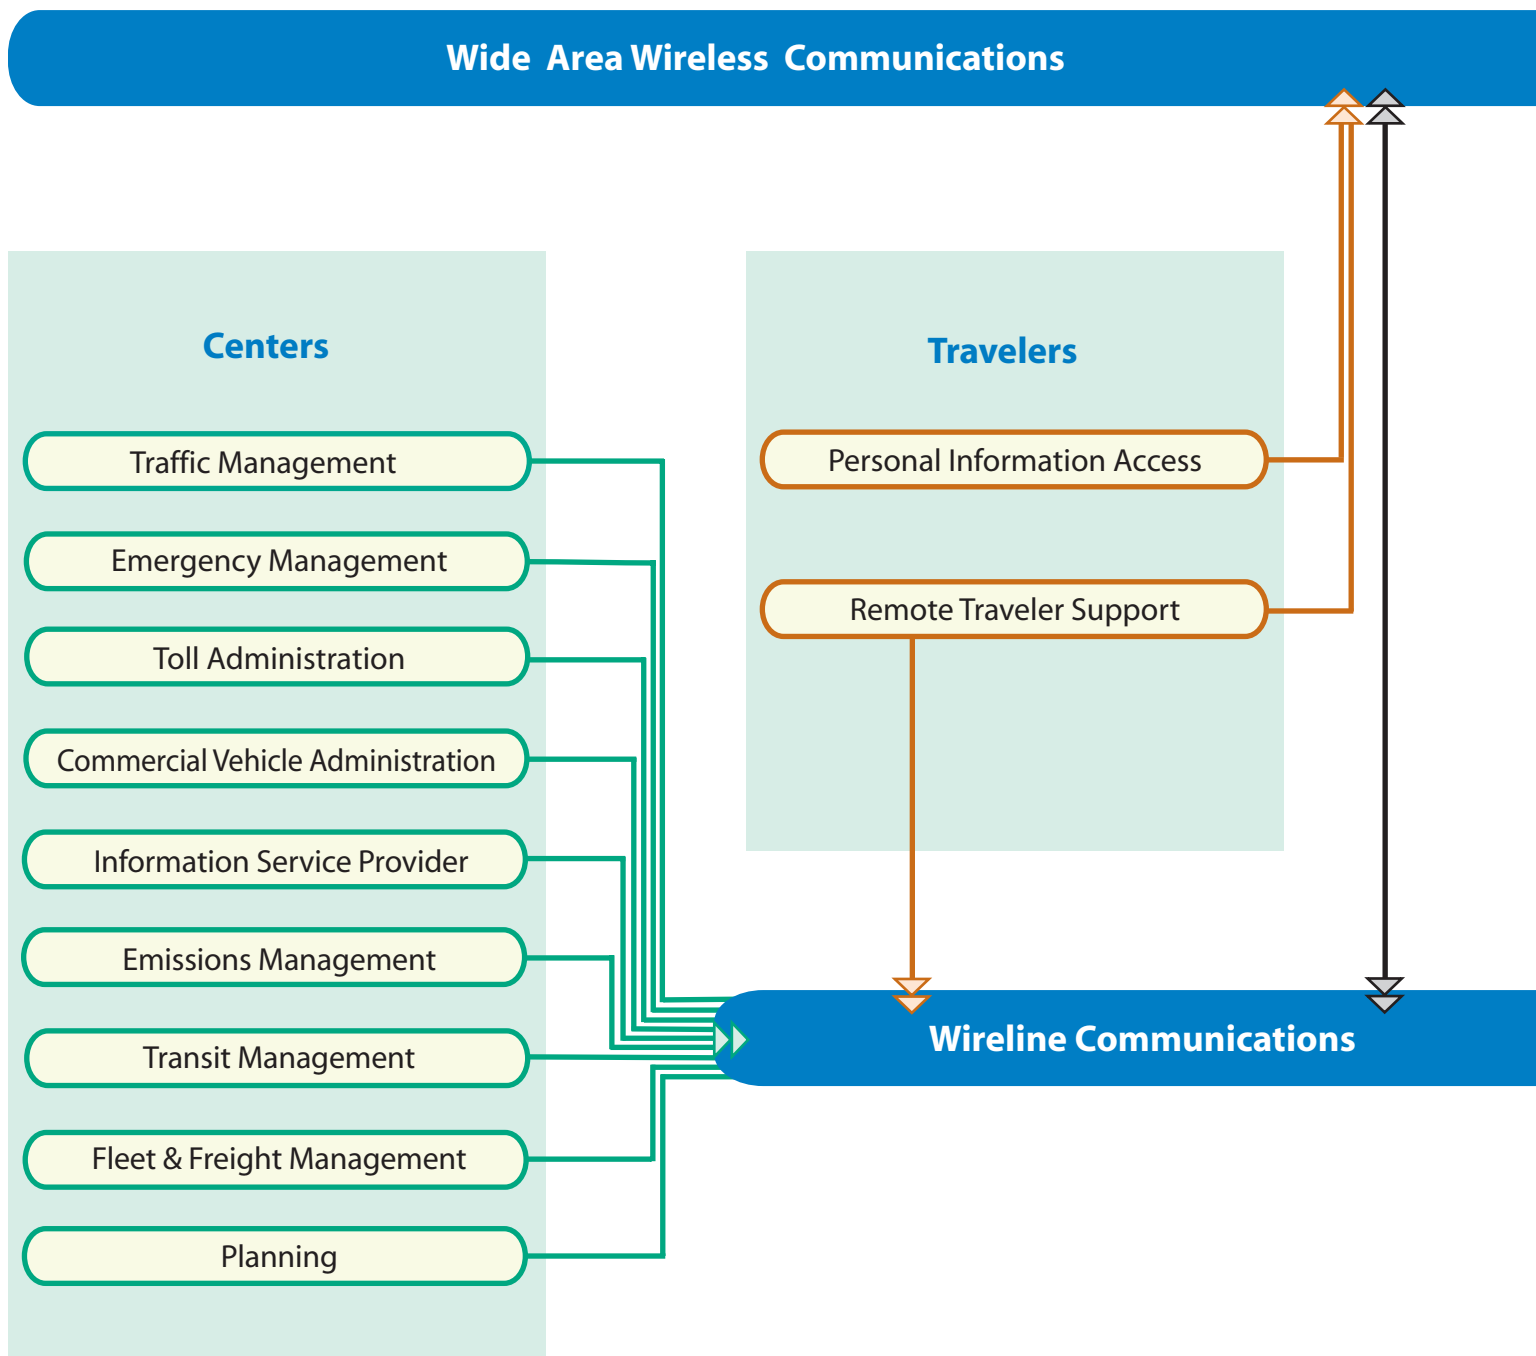 Wide Area Wireless Communications
Centers
Traffic Management
Emergency Management
Toll Administration
Commercial Vehicle Administration
Information Service Provider
Emissions Management
Transit Management
Fleet & Freight Management
Planning
Travelers
Personal Information Access
Remote Traveler Support
Wireline Communications